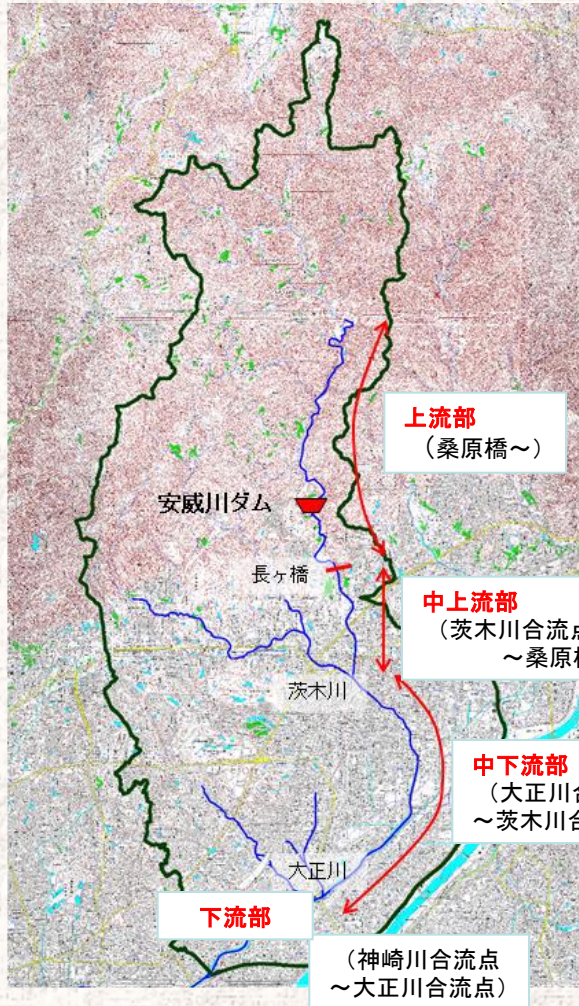 上流部
（桑原橋～）
安威川ダム
長ヶ橋
中上流部
（茨木川合流点
～桑原橋
茨木川
中下流部
（大正川合
～茨木川合
大正川
下流部
（神崎川合流点
～大正川合流点）